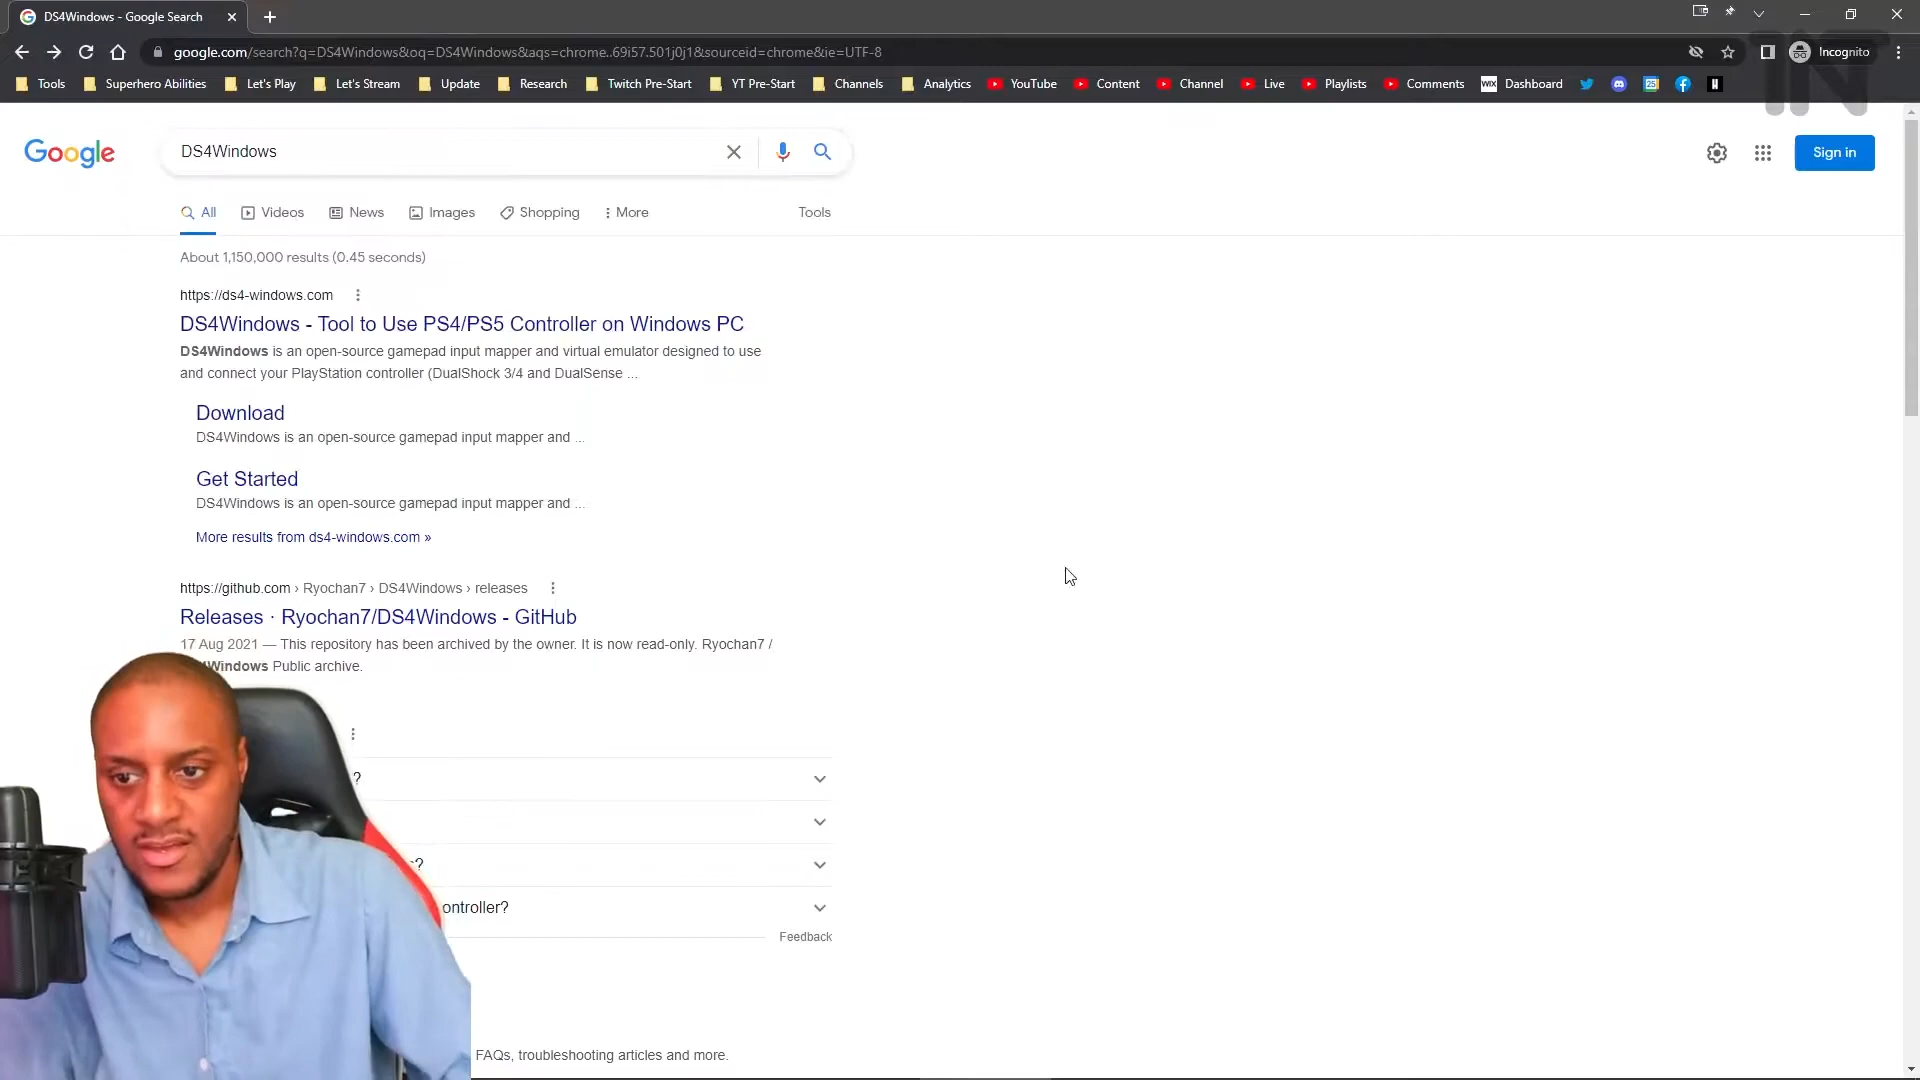 DS4Windows - Google Search
google.com/search?q=DS4Windows&oq=DS4Windows&aqs=chrome..69i57.501j0j1&sourceid=chrome&ie=UTF-8
Incognito
Tools
Superhero Abilities
Let's Play
Let's Stream
Update
Research
Twitch Pre-Start
YT Pre-Start
Channels
Analytics
YouTube
Content
Channel
Live
Playlists
Comments
WIX
Dashboard
25
IN
Google
DS4Windows
Sign in
All
Videos
News
Images
Shopping
More
Tools
About 1,150,000 results (0.45 seconds)
https://ds4-windows.com
DS4Windows - Tool to Use PS4/PS5 Controller on Windows PC
DS4Windows is an open-source gamepad input mapper and virtual emulator designed to use
and connect your PlayStation controller (DualShock 3/4 and DualSense ...
Download
DS4Windows is an open-source gamepad input mapper and ...
Get Started
DS4Windows is an open-source gamepad input mapper and ...
More results from ds4-windows.com »
https://github.com › Ryochan7 › DS4Windows › releases
Releases · Ryochan7/DS4Windows - GitHub
17 Aug 2021 — This repository has been archived by the owner. It is now read-only. Ryochan7 /
Windows Public archive.
?
?
ontroller?
Feedback
FAQs, troubleshooting articles and more.